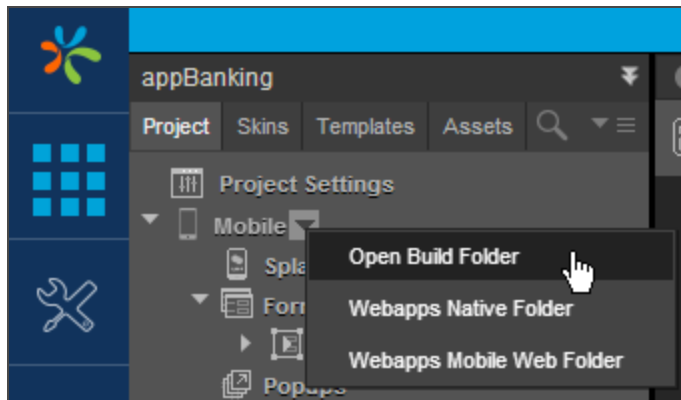 appBanking
Project Skins Templates Assets
Project Settings
Mobile
Open Build Folder
Webapps Native Folder
Webapps Mobile Web Folder
Popups